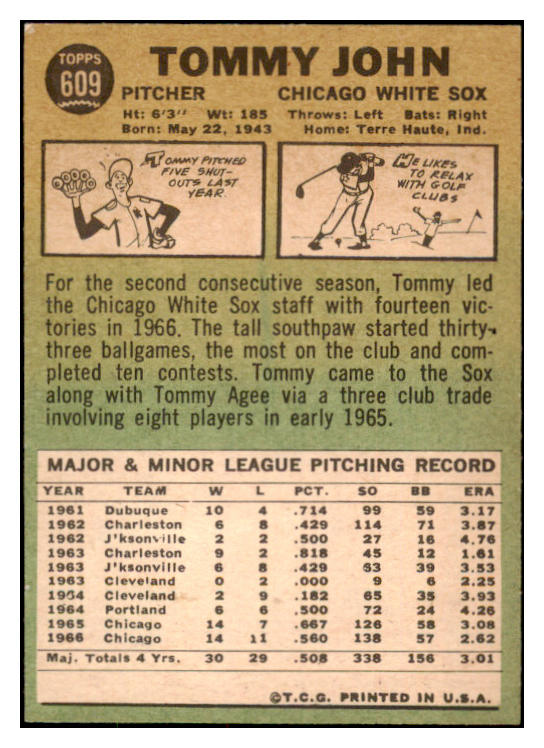 TOPPS
609
TOMMY JOHN
PITCHER CHICAGO WHITE SOX
Ht: 6'3" Wt: 185 Throws: Left Bats: Right
Born: May 22, 1943 Home: Terre Haute, Ind.
TOMMY PITCHED
FIVE SHUT-
OUTS LAST
YEAR
HE LIKES
TO RELAX
WITH GOLF
CLUBS
For the second consecutive season, Tommy led
the Chicago White Sox staff with fourteen vic-
tories in 1966. The tall southpaw started thirty-
three ballgames, the most on the club and com-
pleted ten contests. Tommy came to the Sox
along with Tommy Agee via a three club trade
involving eight players in early 1965.
MAJOR & MINOR LEAGUE PITCHING RECORD
YEAR TEAM W L PCT. SO BB ERA
1961 Dubuque 10 4 .714 99 59 3.17
1962 Charleston 6 8 .429 114 71 3.87
1962 J'ksonville 2 2 .500 27 16 4.76
1963 Charleston 9 2 .818 45 12 1.61
1963 J'ksonville 6 8 .429 53 39 3.53
1963 Cleveland 0 2 .000 9 6 2.25
1964 Cleveland 2 9 .182 65 35 3.93
1964 Portland 6 6 .500 72 24 4.26
1965 Chicago 14 7 .667 126 58 3.08
1966 Chicago 14 11 .560 138 57 2.62
Maj. Totals 4 Yrs. 30 29 .508 338 156 3.01
©T.C.G. PRINTED IN U.S.A.